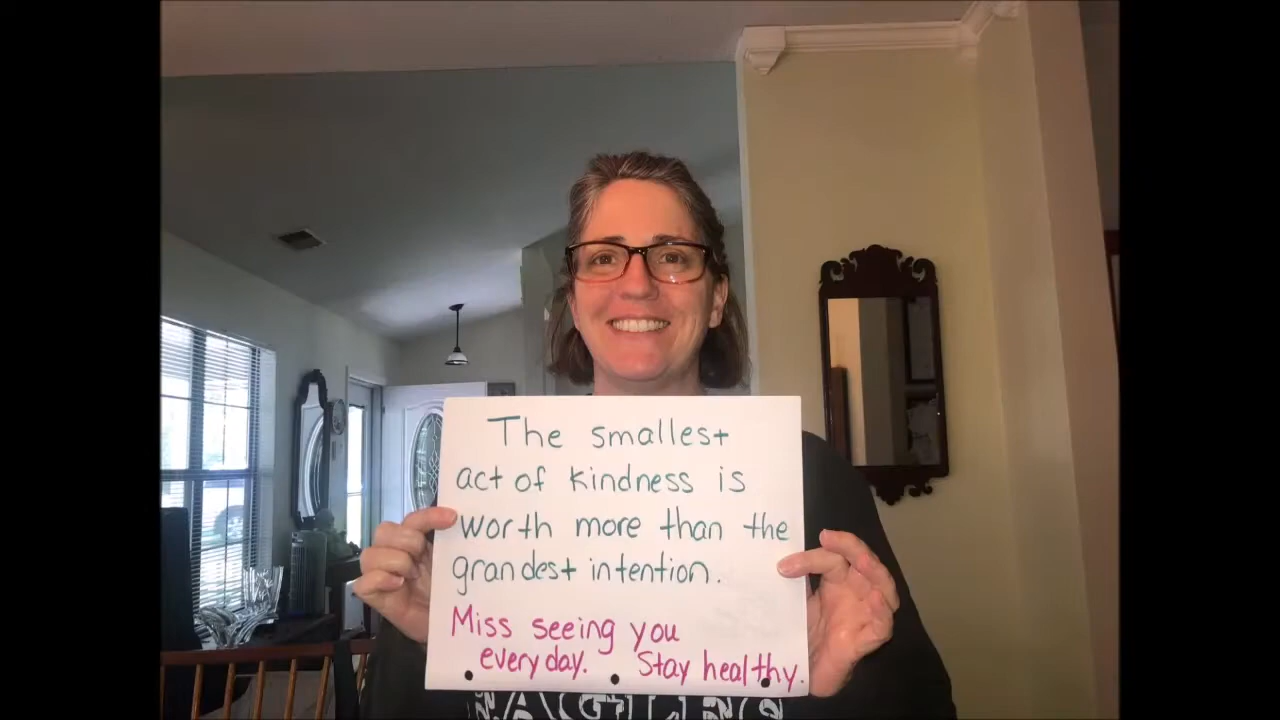 The smallest
act of kindness is
worth more than the
grandest intention.
Miss seeing you
every day. Stay healthy.